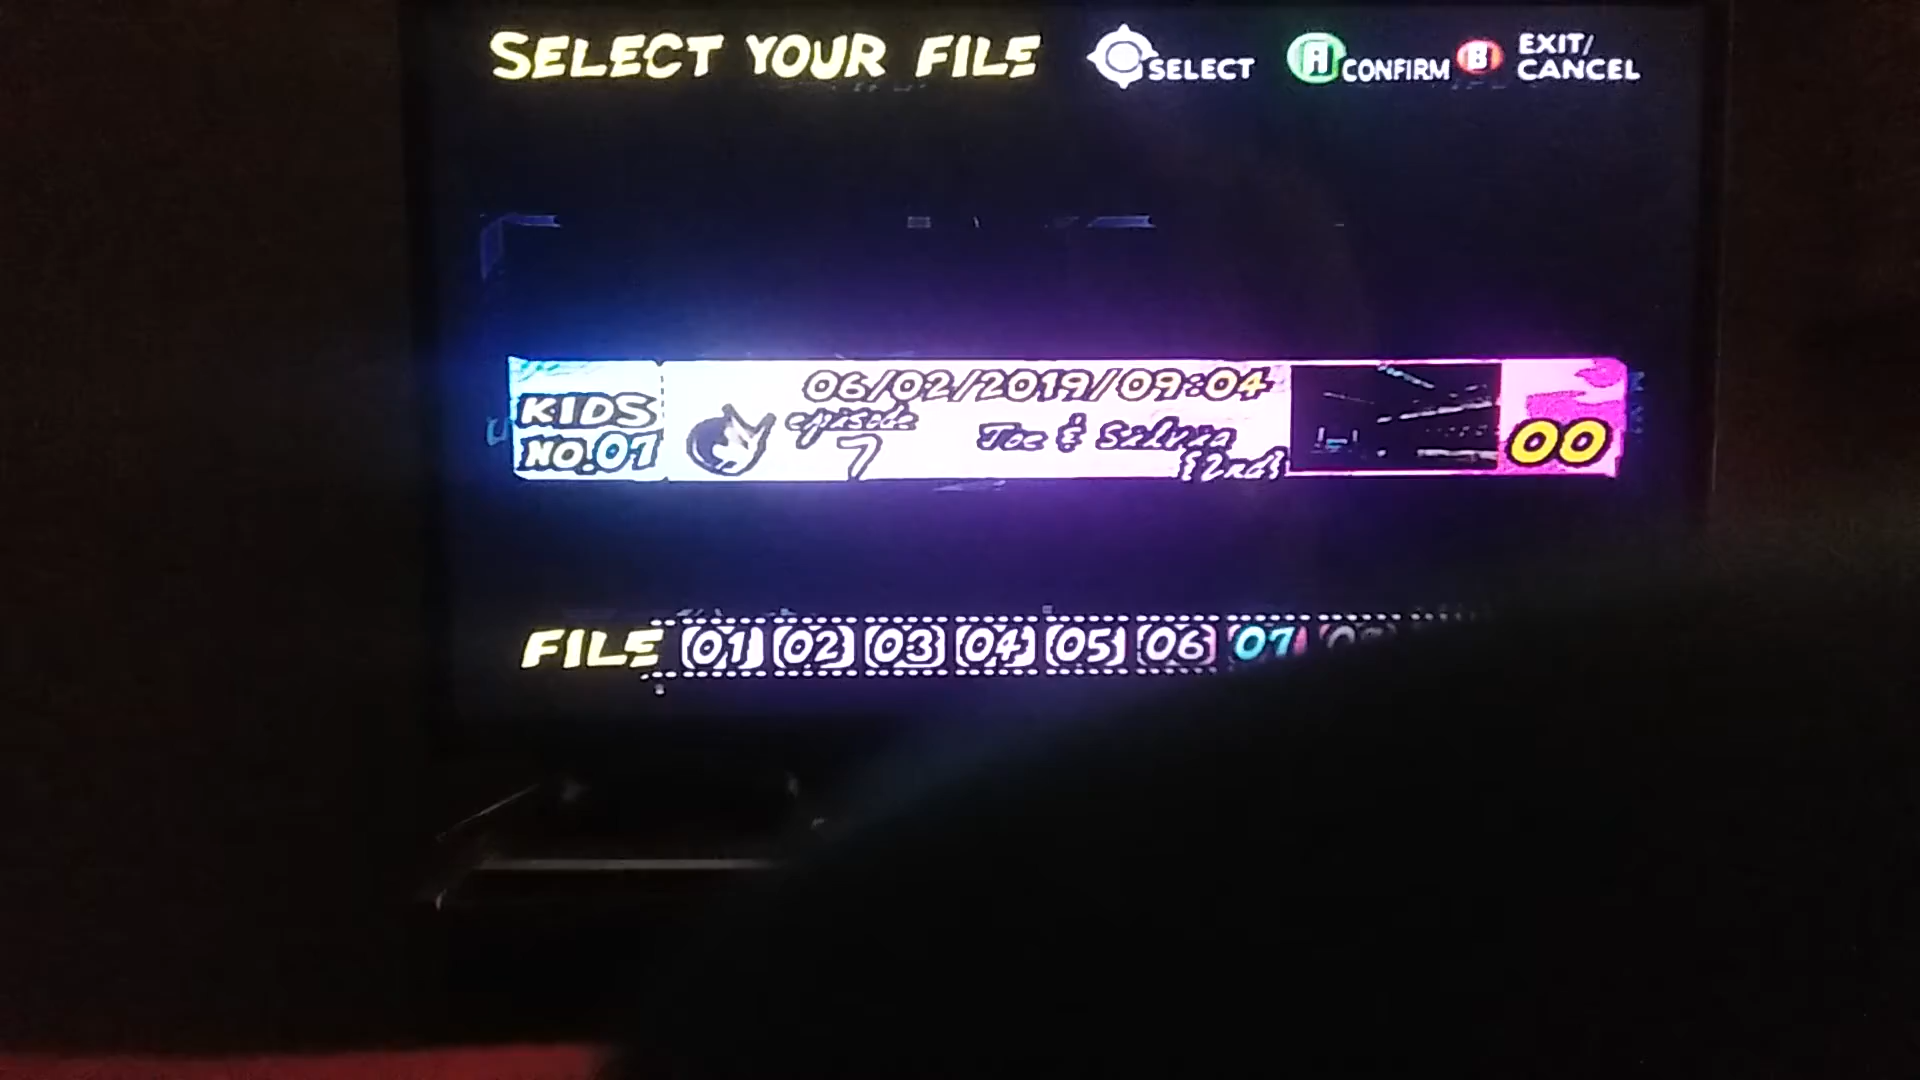 SELECT YOUR FILE
SELECT
A CONFIRM
B EXIT/
CANCEL
06/02/2019/09:04
KIDS
NO.01
episode
7
Joe & Silvia
{2nd}
00
FILE 01 02 03 04 05 06 07